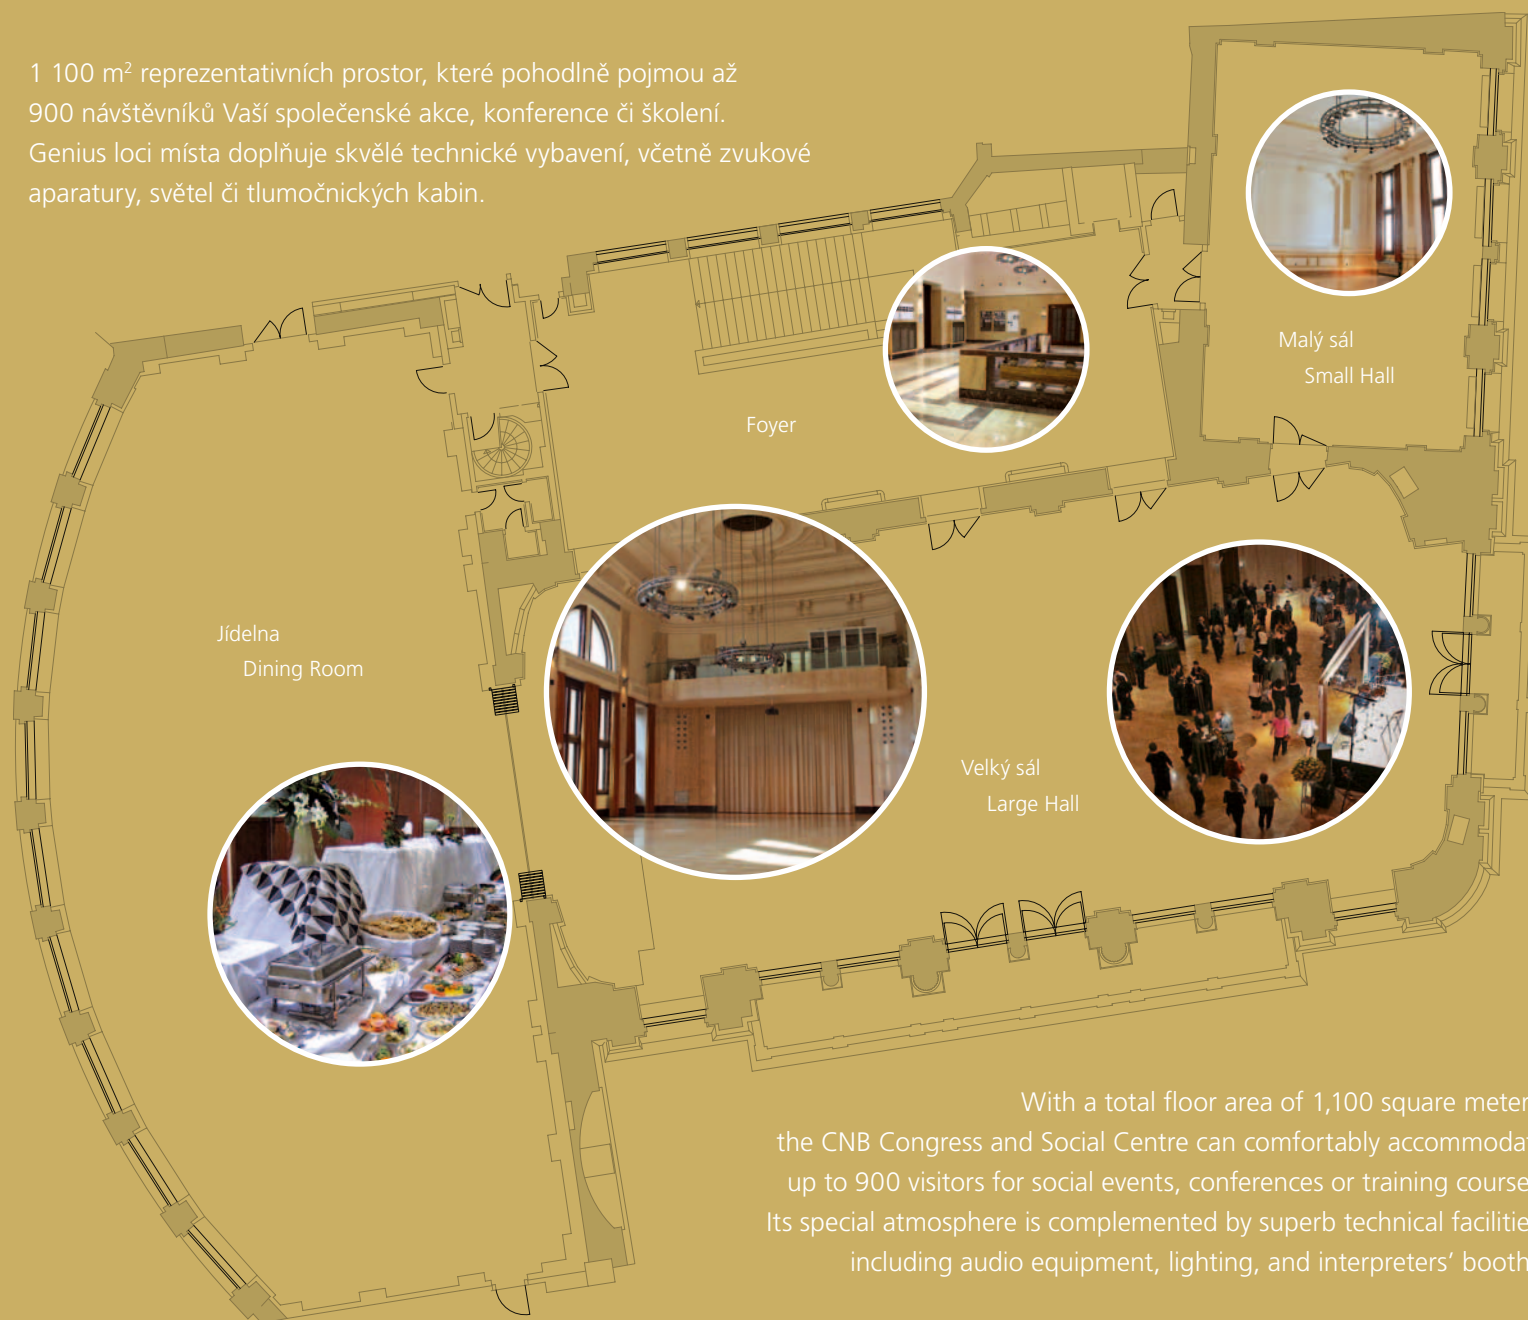 1 100 m² reprezentativních prostor, které pohodlně pojmou až
900 návštěvníků Vaší společenské akce, konference či školení.
Genius loci místa doplňuje skvělé technické vybavení, včetně zvukové
aparatury, světel či tlumočnických kabin.
Malý sál
Small Hall
Foyer
Jídelna
Dining Room
Velký sál
Large Hall
With a total floor area of 1,100 square meter
the CNB Congress and Social Centre can comfortably accommodat
up to 900 visitors for social events, conferences or training course
Its special atmosphere is complemented by superb technical facilitie
including audio equipment, lighting, and interpreters’ booth